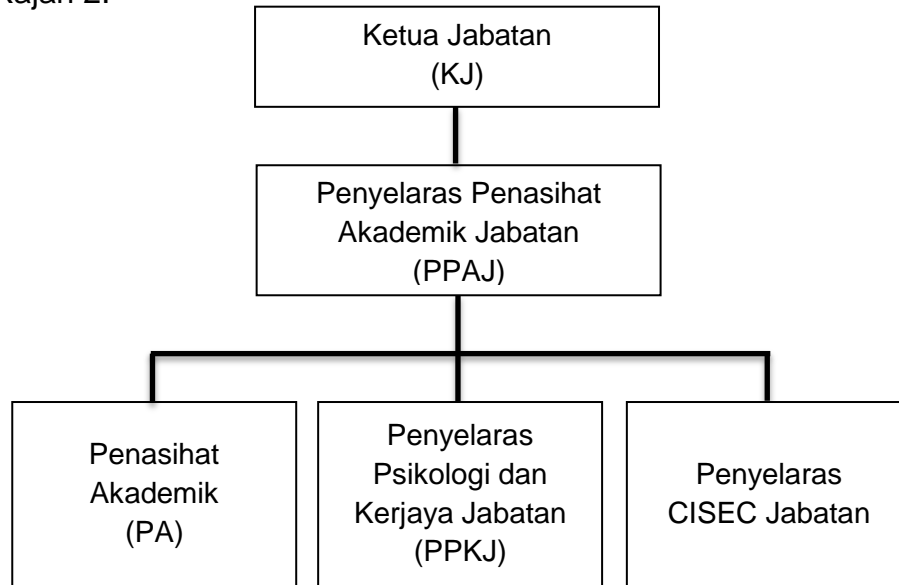 Ketua Jabatan
(KJ)
Penyelaras Penasihat
Akademik Jabatan
(PPAJ)
Penasihat
Akademik
(PA)
Penyelaras
Psikologi dan
Kerjaya Jabatan
(PPKJ)
Penyelaras
CISEC Jabatan